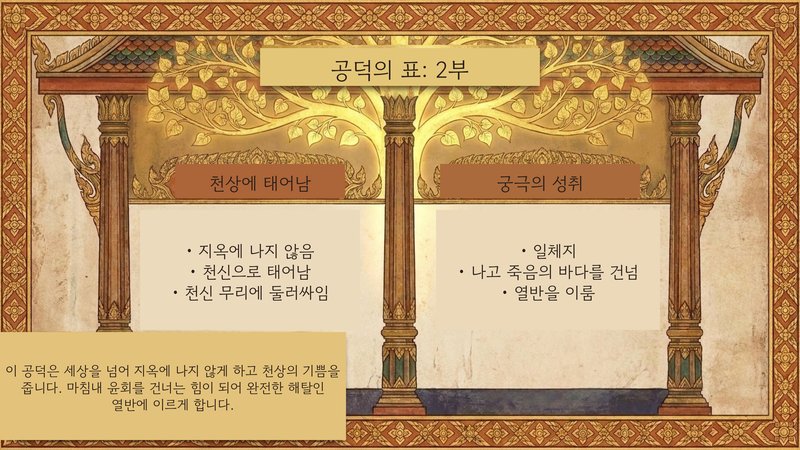 공덕의 표: 2부
천상에 태어남
• 지옥에 나지 않음
• 천신으로 태어남
• 천신 무리에 둘러싸임
궁극의 성취
• 일체지
• 나고 죽음의 바다를 건넘
• 열반을 이룸
이 공덕은 세상을 넘어 지옥에 나지 않게 하고 천상의 기쁨을
줍니다. 마침내 윤회를 건너는 힘이 되어 완전한 해탈인
열반에 이르게 합니다.